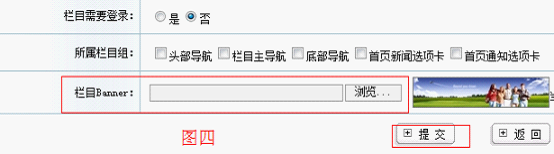 栏目需要登录: 是 否
所属栏目组: 头部导航 栏目主导航 底部导航 首页新闻选项卡 首页通知选项卡
栏目Banner: 浏览...
图四 提 交 返 回